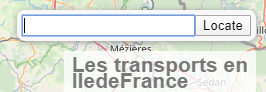 Locate
Mézières
Les transports en
IledeFrance
Sedan